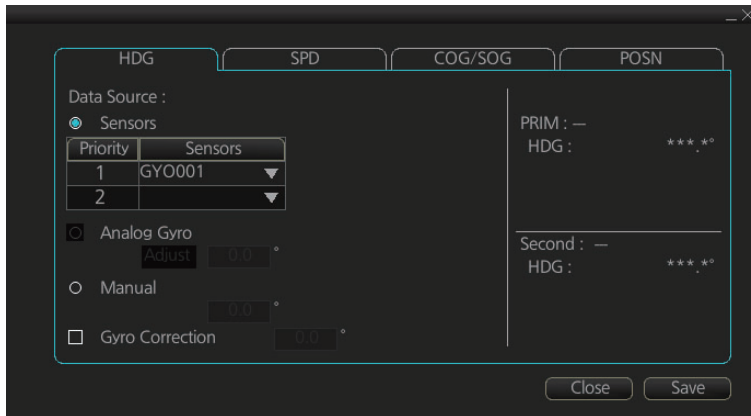 HDG SPD COG/SOG POSN
Data Source :
Sensors
Priority Sensors
1 GYO001
2
Analog Gyro
Adjust 0.0 °
Manual
0.0 °
Gyro Correction 0.0 °
PRIM : —
HDG : ***.*°
Second : —
HDG : ***.*°
Close Save